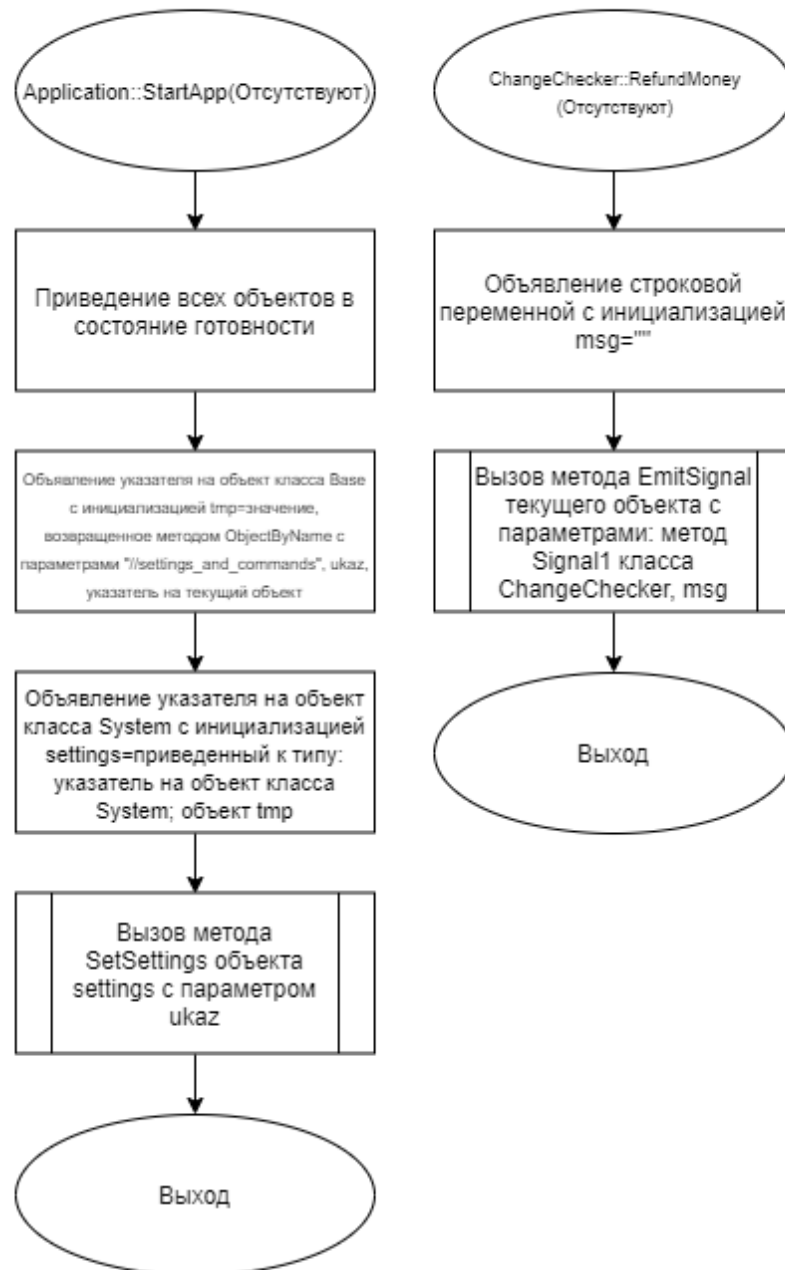 Application::StartApp(Отсутствуют)
Приведение всех объектов в
состояние готовности
Объявление указателя на объект класса Base
с инициализацией tmp=значение,
возвращенное методом ObjectByName с
параметрами "//settings_and_commands", ukaz,
указатель на текущий объект
Объявление указателя на объект
класса System с инициализацией
settings=приведенный к типу:
указатель на объект класса
System; объект tmp
Вызов метода
SetSettings объекта
settings с параметром
ukaz
Выход
ChangeChecker::RefundMoney
(Отсутствуют)
Объявление строковой
переменной с инициализацией
msg=""
Вызов метода EmitSignal
текущего объекта с
параметрами: метод
Signal1 класса
ChangeChecker, msg
Выход